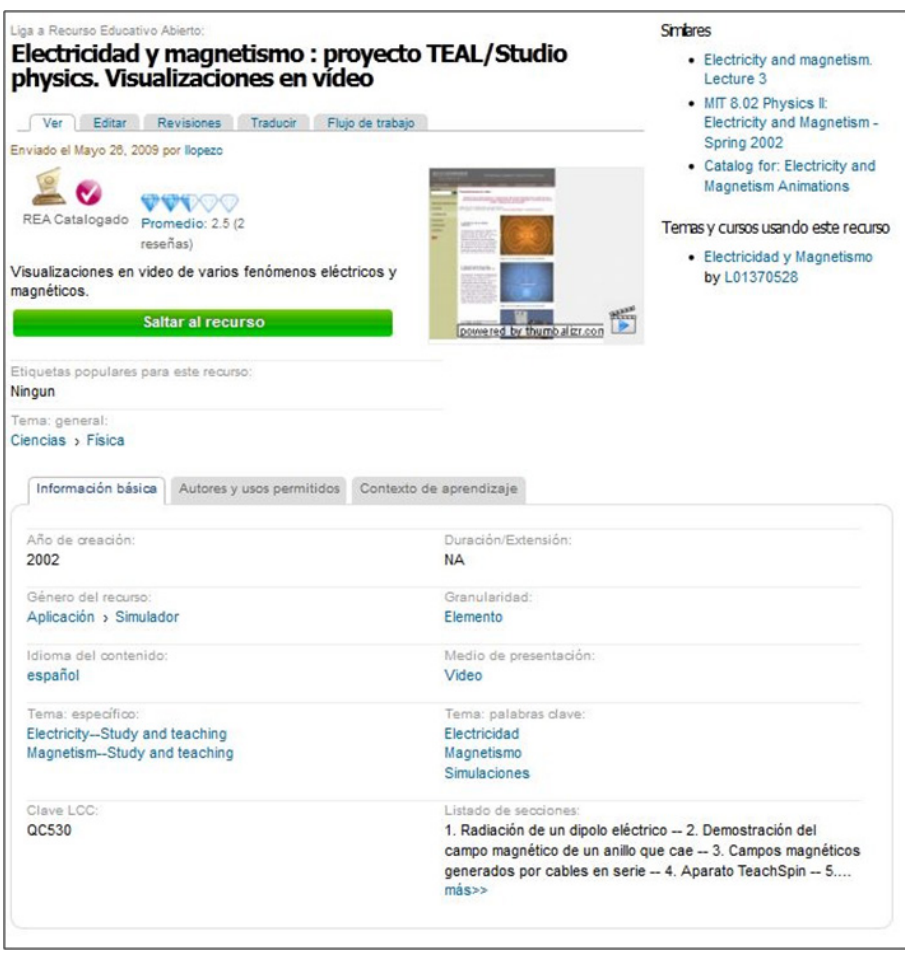 Liga a Recurso Educativo Abierto:
Electricidad y magnetismo : proyecto TEAL/Studio
physics. Visualizaciones en vídeo
Ver Editar Revisiones Traducir Flujo de trabajo
Enviado el Mayo 26, 2009 por llopezc
REA Catalogado
Promedio: 2.5 (2
reseñas)
Visualizaciones en video de varios fenómenos eléctricos y
magnéticos.
Saltar al recurso
powered by thumbalizr.com
Etiquetas populares para este recurso:
Ningun
Tema: general:
Ciencias › Física
Similares
• Electricity and magnetism.
Lecture 3
• MIT 8.02 Physics II:
Electricity and Magnetism -
Spring 2002
• Catalog for: Electricity and
Magnetism Animations
Temas y cursos usando este recurso
• Electricidad y Magnetismo
by L01370528
Información básica Autores y usos permitidos Contexto de aprendizaje
Año de creación:
2002
Duración/Extensión:
NA
Género del recurso:
Aplicación › Simulador
Granularidad:
Elemento
Idioma del contenido:
español
Medio de presentación:
Video
Tema: específico:
Electricity--Study and teaching
Magnetism--Study and teaching
Tema: palabras clave:
Electricidad
Magnetismo
Simulaciones
Clave LCC:
QC530
Listado de secciones:
1. Radiación de un dipolo eléctrico -- 2. Demostración del
campo magnético de un anillo que cae -- 3. Campos magnéticos
generados por cables en serie -- 4. Aparato TeachSpin -- 5....
más>>